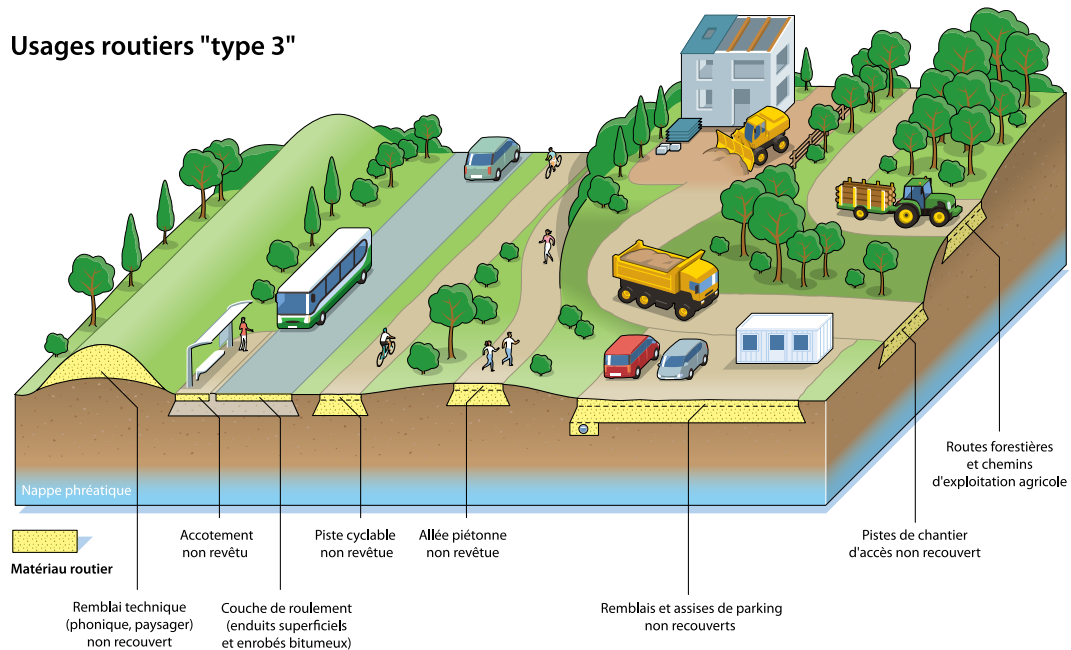 Usages routiers "type 3"
Nappe phréatique
Matériau routier
Remblai technique
(phonique, paysager)
non recouvert
Accotement
non revêtu
Couche de roulement
(enduits superficiels
et enrobés bitumeux)
Piste cyclable
non revêtue
Allée piétonne
non revêtue
Remblais et assises de parking
non recouverts
Pistes de chantier
d'accès non recouvert
Routes forestières
et chemins
d'exploitation agricole